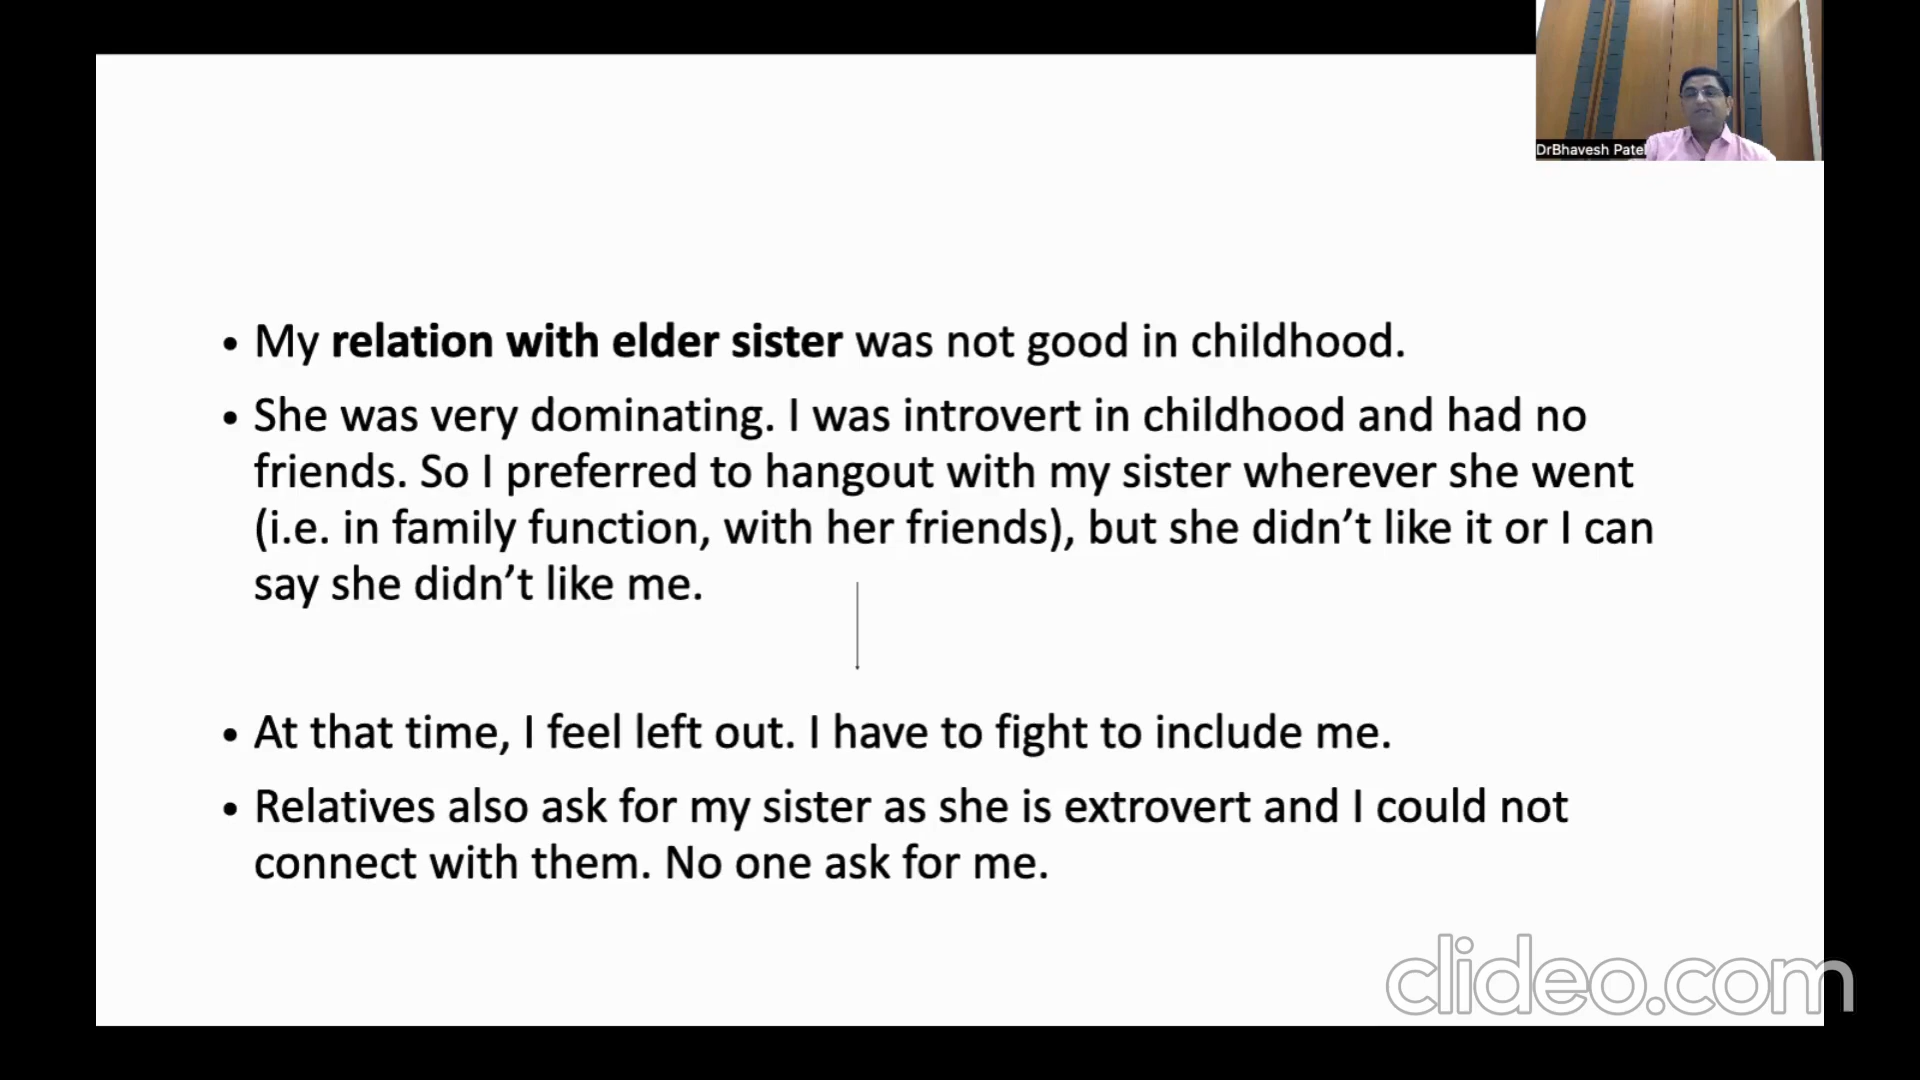 DrBhavesh Patel
• My relation with elder sister was not good in childhood.
• She was very dominating. I was introvert in childhood and had no
friends. So I preferred to hangout with my sister wherever she went
(i.e. in family function, with her friends), but she didn’t like it or I can
say she didn’t like me.
• At that time, I feel left out. I have to fight to include me.
• Relatives also ask for my sister as she is extrovert and I could not
connect with them. No one ask for me.
clideo.com